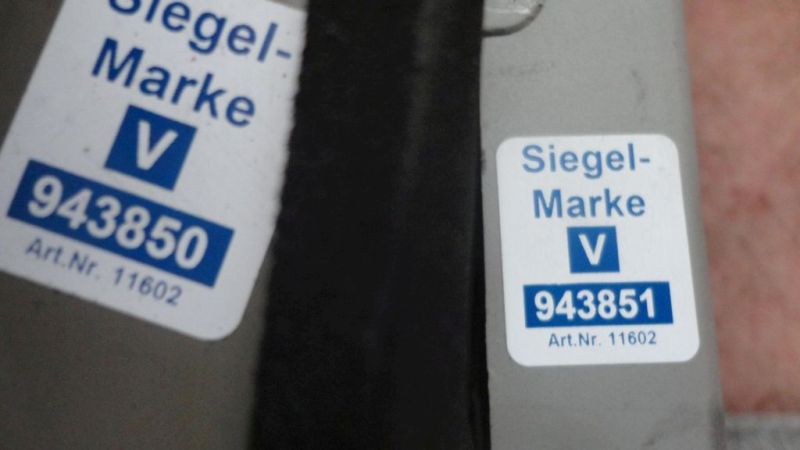 Siegel-
Marke
V
943850
Art.Nr. 11602
Siegel-
Marke
V
943851
Art.Nr. 11602